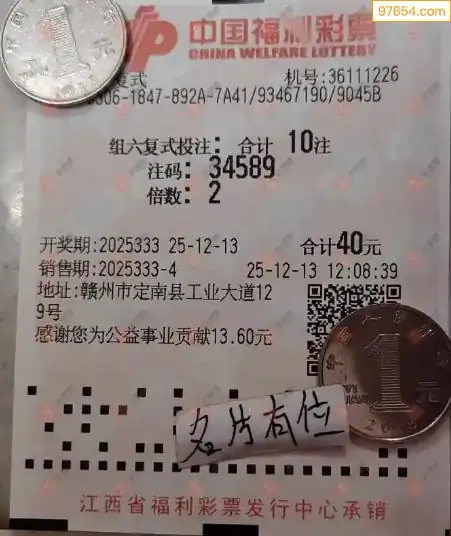 97654.com
中国福利彩票
CHINA WELFARE LOTTERY
复式 机号:36111226
0306-1847-892A-7A41/93467190/9045B
组六复式投注: 合计 10注
注码: 34589
倍数: 2
开奖期:2025333 25-12-13 合计40元
销售期:2025333-4 25-12-13 12:08:39
地址:赣州市定南县工业大道12
9号
感谢您为公益事业贡献13.60元
1
元
名片有位
江西省福利彩票发行中心承销